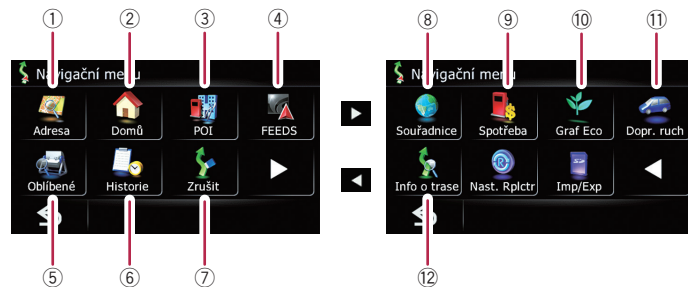 ① ② ③ ④
Navigační menu
Adresa Domů POI FEEDS
Oblíbené Historie Zrušit
⑤ ⑥ ⑦
⑧ ⑨ ⑩ ⑪
Navigační menu
Souřadnice Spotřeba Graf Eco Dopr. ruch
Info o trase Nast. Rplctr Imp/Exp
⑫